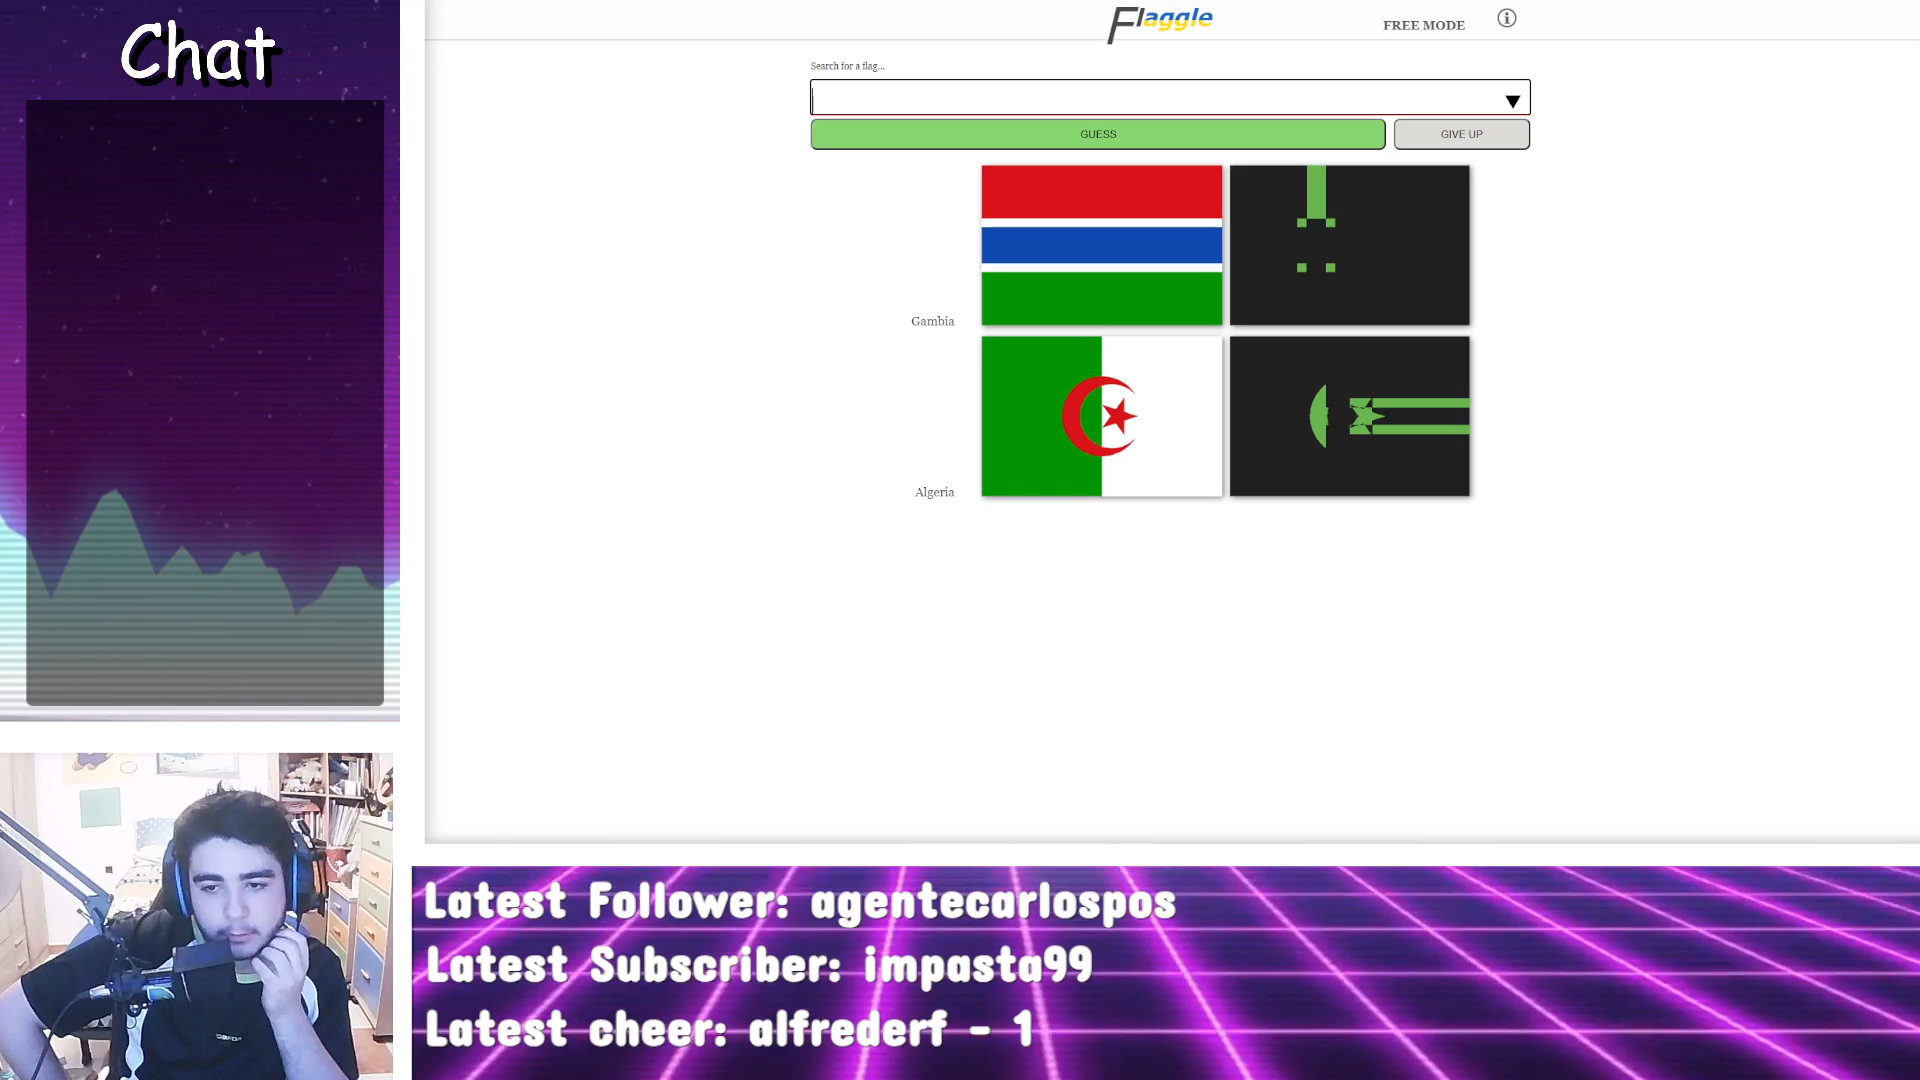 Chat
Flaggle
FREE MODE
Search for a flag...
GUESS
GIVE UP
Gambia
Algeria
Latest Follower: agentecarlospos
Latest Subscriber: impasta99
Latest cheer: alfrederf - 1